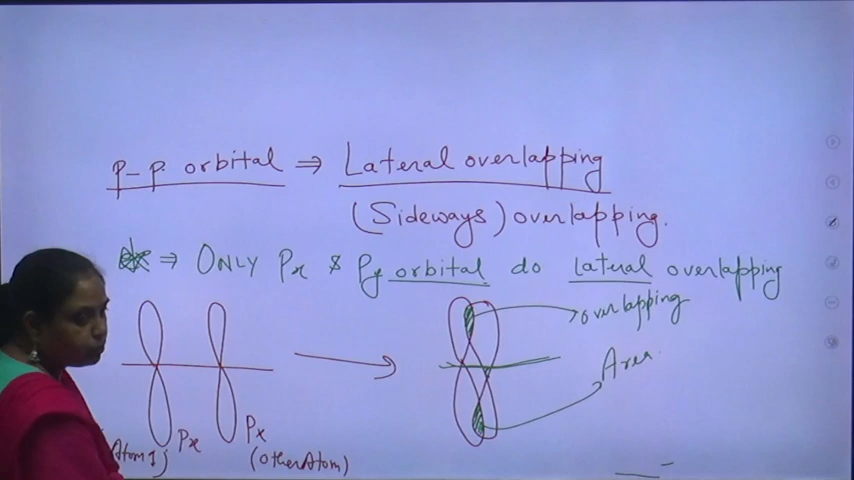 p-p orbital ⇒ Lateral overlapping
(Sideways) overlapping.
⇒ ONLY Px & Py orbital do lateral overlapping
overlapping
Area.
Px
Px
Atom 1)
(Other Atom)